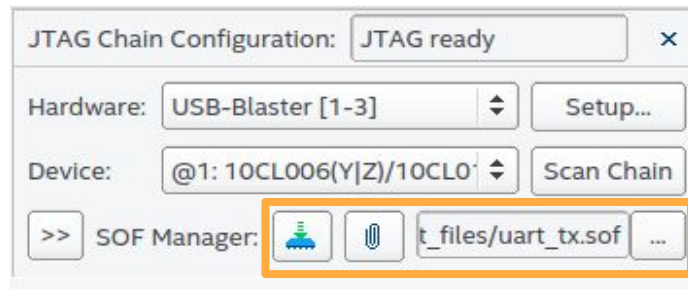 JTAG Chain Configuration: JTAG ready ×
Hardware: USB-Blaster [1-3] Setup...
Device: @1: 10CL006(Y|Z)/10CL01 Scan Chain
>> SOF Manager: t_files/uart_tx.sof ...